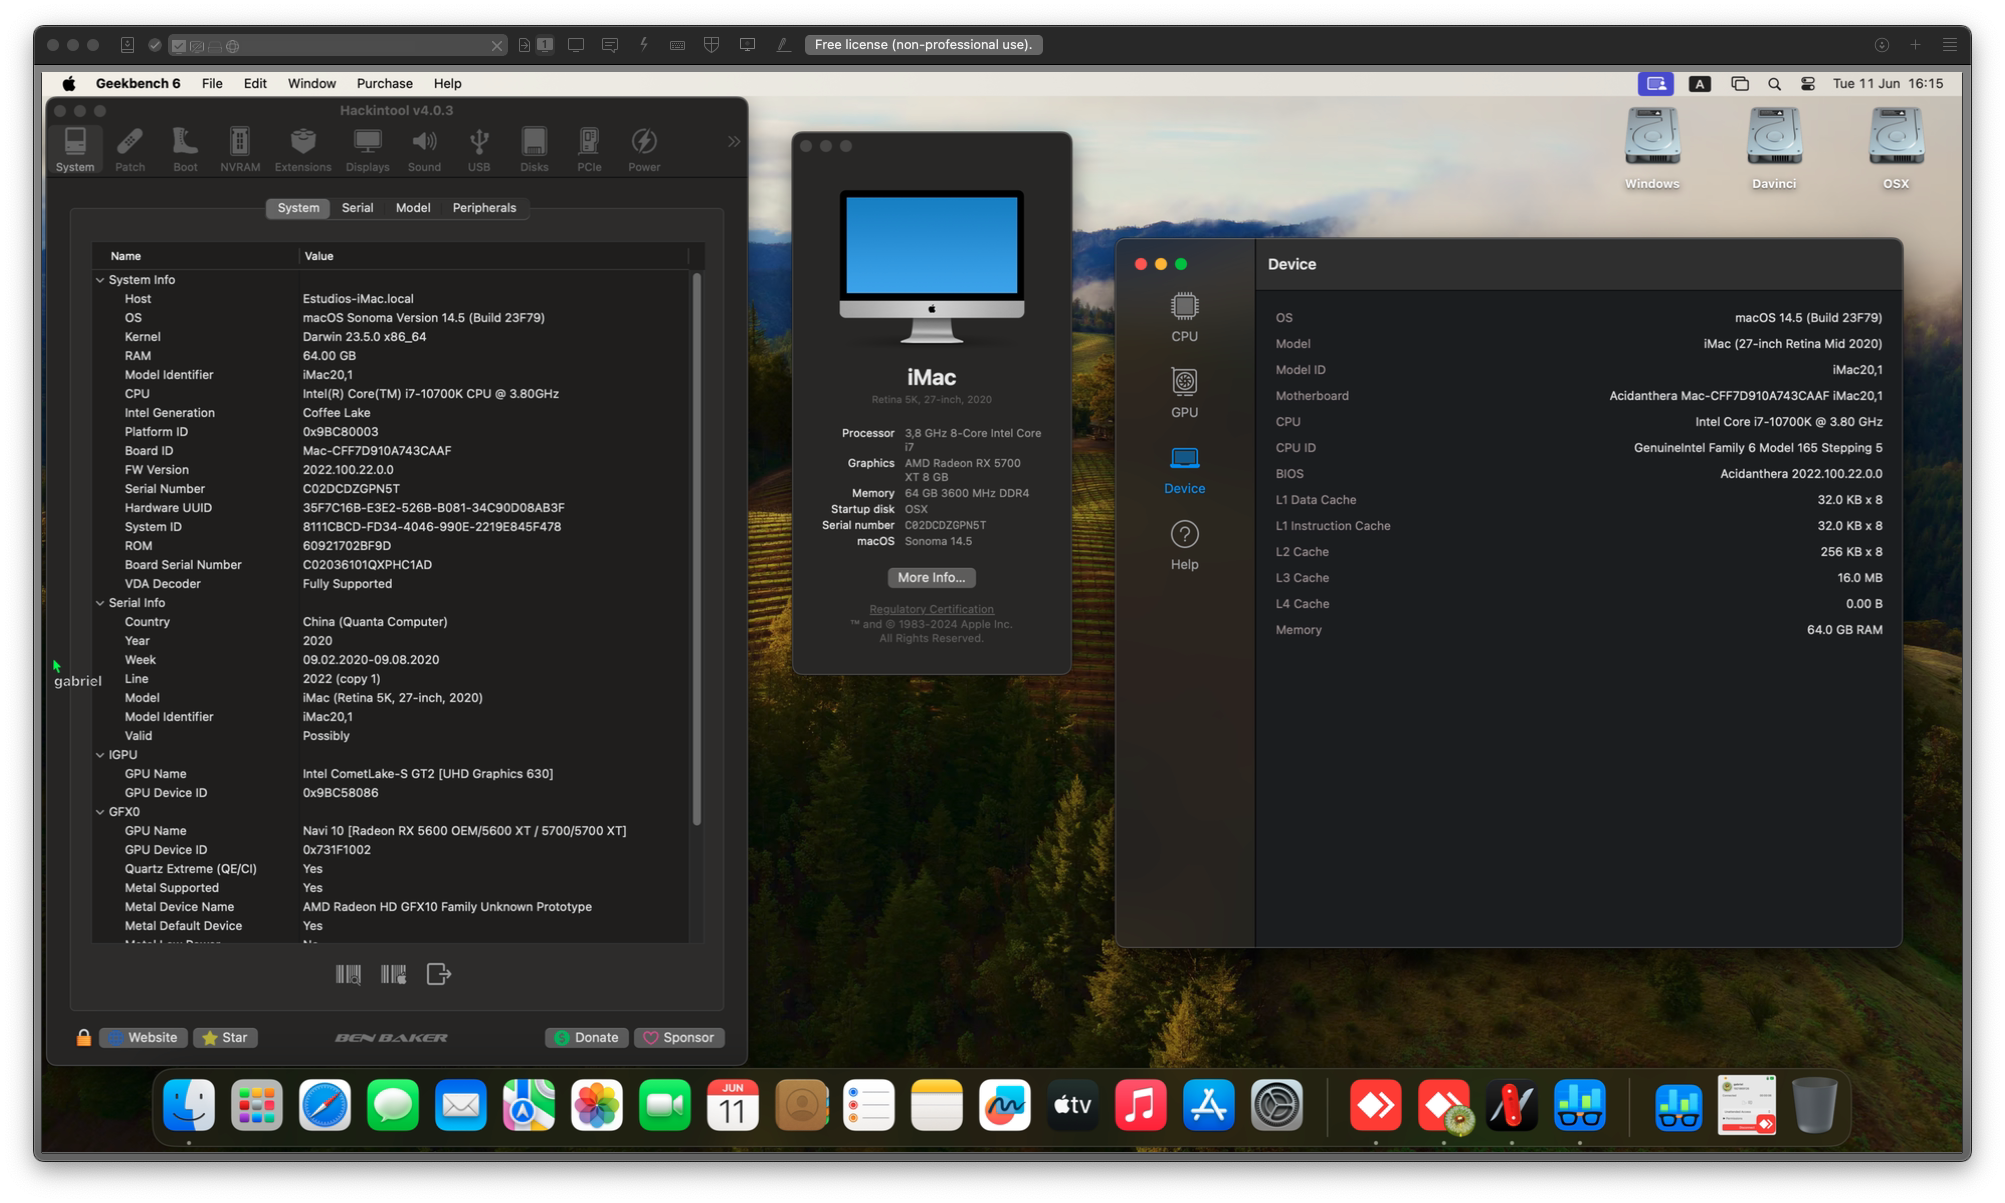 1
Free license (non-professional use).
Geekbench 6 File Edit Window Purchase Help
A
Tue 11 Jun 16:15
Hackintool v4.0.3
System Patch Boot NVRAM Extensions Displays Sound USB Disks PCIe Power
System Serial Model Peripherals
Name Value
System Info
Host Estudios-iMac.local
OS macOS Sonoma Version 14.5 (Build 23F79)
Kernel Darwin 23.5.0 x86_64
RAM 64.00 GB
Model Identifier iMac20,1
CPU Intel(R) Core(TM) i7-10700K CPU @ 3.80GHz
Intel Generation Coffee Lake
Platform ID 0x9BC80003
Board ID Mac-CFF7D910A743CAAF
FW Version 2022.100.22.0.0
Serial Number C02DCDZGPN5T
Hardware UUID 35F7C16B-E3E2-526B-B081-34C90D08AB3F
System ID 8111CBCD-FD34-4046-990E-2219E845F478
ROM 60921702BF9D
Board Serial Number C02036101QXPHC1AD
VDA Decoder Fully Supported
Serial Info
Country China (Quanta Computer)
Year 2020
Week 09.02.2020-09.08.2020
Line 2022 (copy 1)
Model iMac (Retina 5K, 27-inch, 2020)
Model Identifier iMac20,1
Valid Possibly
IGPU
GPU Name Intel CometLake-S GT2 [UHD Graphics 630]
GPU Device ID 0x9BC58086
GFX0
GPU Name Navi 10 [Radeon RX 5600 OEM/5600 XT / 5700/5700 XT]
GPU Device ID 0x731F1002
Quartz Extreme (QE/CI) Yes
Metal Supported Yes
Metal Device Name AMD Radeon HD GFX10 Family Unknown Prototype
Metal Default Device Yes
gabriel
Website Star BEN BAKER Donate Sponsor
iMac
Retina 5K, 27-inch, 2020
Processor 3,8 GHz 8-Core Intel Core
i7
Graphics AMD Radeon RX 5700
XT 8 GB
Memory 64 GB 3600 MHz DDR4
Startup disk OSX
Serial number C02DCDZGPN5T
macOS Sonoma 14.5
More Info...
Regulatory Certification
™ and © 1983-2024 Apple Inc.
All Rights Reserved.
Windows Davinci OSX
Device
CPU
GPU
Device
Help
OS macOS 14.5 (Build 23F79)
Model iMac (27-inch Retina Mid 2020)
Model ID iMac20,1
Motherboard Acidanthera Mac-CFF7D910A743CAAF iMac20,1
CPU Intel Core i7-10700K @ 3.80 GHz
CPU ID GenuineIntel Family 6 Model 165 Stepping 5
BIOS Acidanthera 2022.100.22.0.0
L1 Data Cache 32.0 KB x 8
L1 Instruction Cache 32.0 KB x 8
L2 Cache 256 KB x 8
L3 Cache 16.0 MB
L4 Cache 0.00 B
Memory 64.0 GB RAM
JUN
11
tv